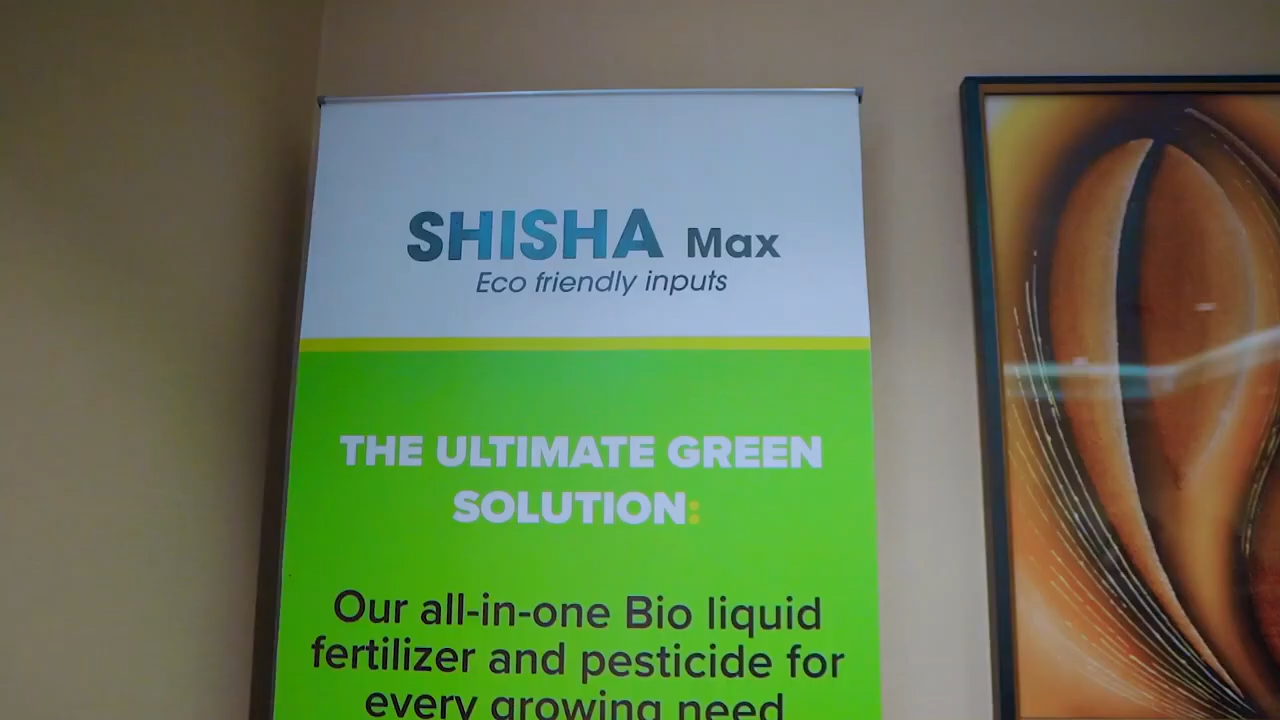 SHISHA Max
Eco friendly inputs
THE ULTIMATE GREEN
SOLUTION:
Our all-in-one Bio liquid
fertilizer and pesticide for
every growing need